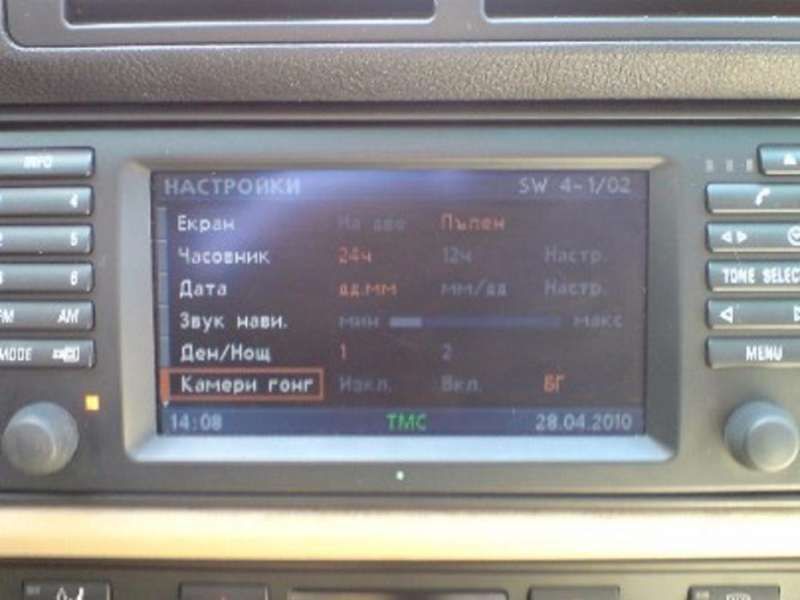 НАСТРОЙКИ SW 4-1/02
Екран На две Пълен
Часовник 24ч 12ч Настр.
Дата дд.мм мм/дд Настр.
Звук нави. мин макс
Ден/Нощ 1 2
Камери гонг Изкл. Вкл. БГ
14:08 TMC 28.04.2010
INFO
4
5
6
FM AM
MODE
TONE SELECT
MENU